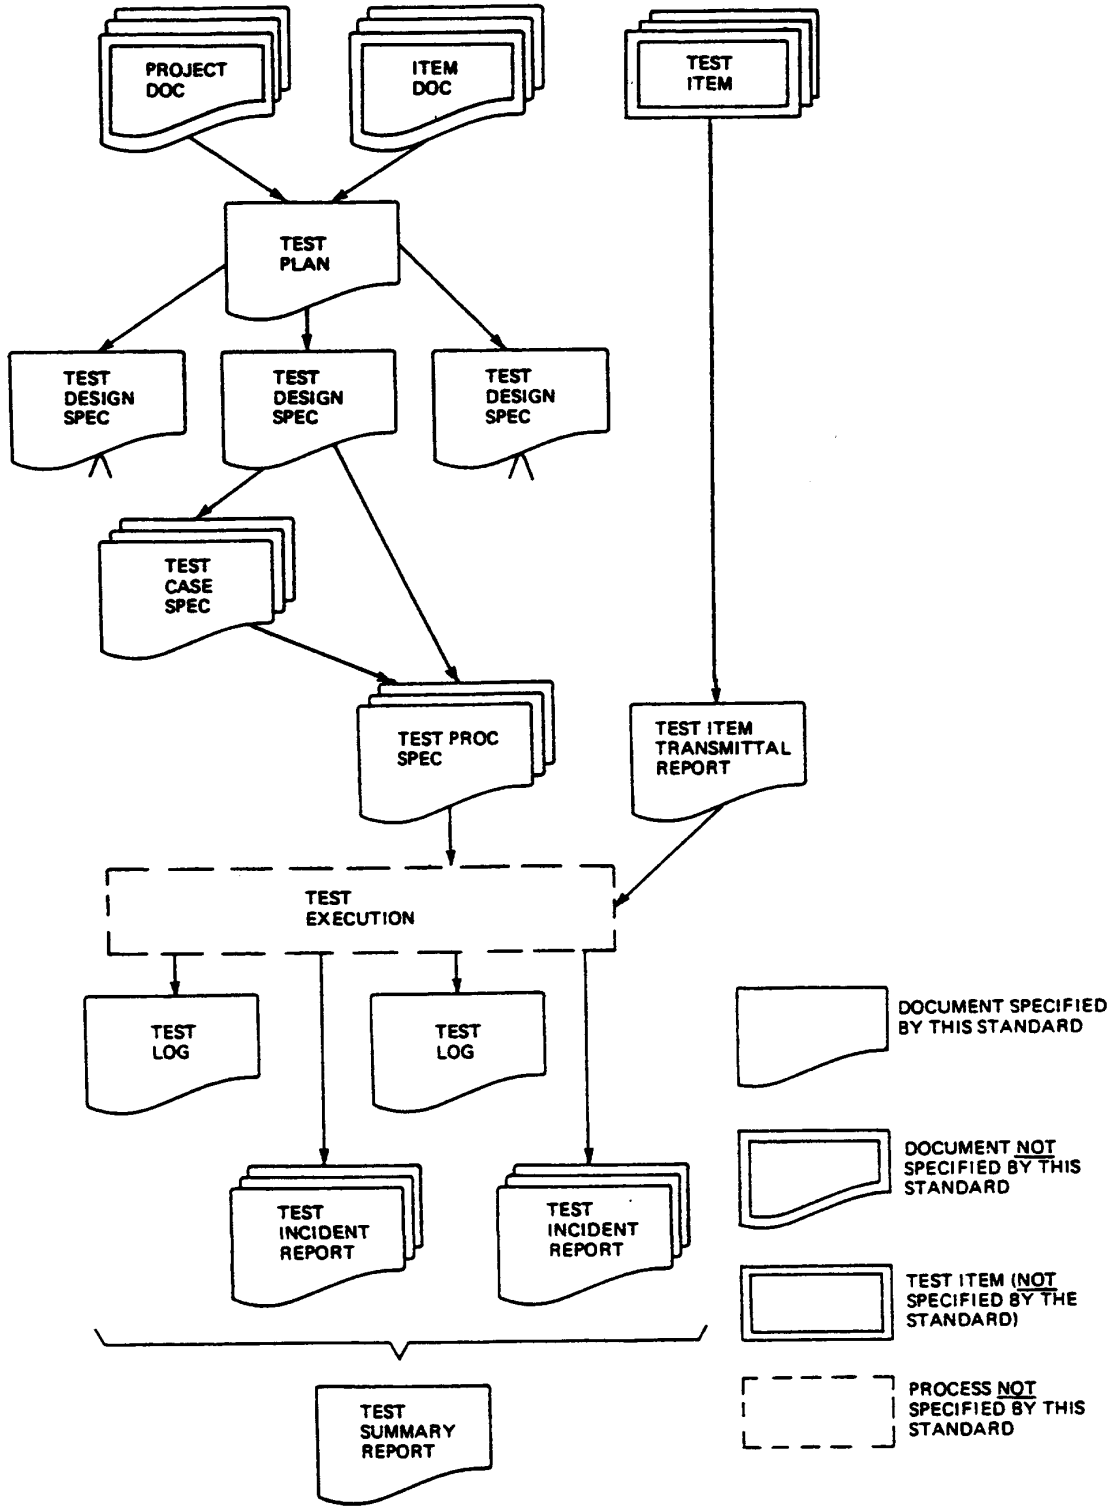 PROJECT
DOC
ITEM
DOC
TEST
ITEM
TEST
PLAN
TEST
DESIGN
SPEC
TEST
DESIGN
SPEC
TEST
DESIGN
SPEC
TEST
CASE
SPEC
TEST PROC
SPEC
TEST ITEM
TRANSMITTAL
REPORT
TEST
EXECUTION
TEST
LOG
TEST
LOG
TEST
INCIDENT
REPORT
TEST
INCIDENT
REPORT
TEST
SUMMARY
REPORT
DOCUMENT SPECIFIED
BY THIS STANDARD
DOCUMENT NOT
SPECIFIED BY THIS
STANDARD
TEST ITEM (NOT
SPECIFIED BY THE
STANDARD)
PROCESS NOT
SPECIFIED BY THIS
STANDARD